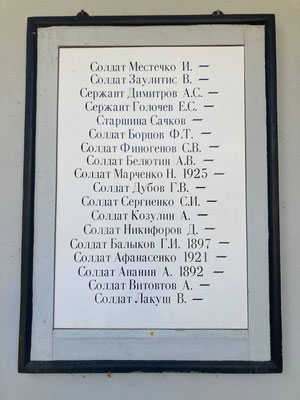 Солдат Местечко И. —
Солдат Заулитис В. —
Сержант Димитров А.С. —
Сержант Голочев Е.С. —
Старшина Сачков —
Солдат Борцов Ф.Т. —
Солдат Финогенов С.В. —
Солдат Белютин А.В. —
Солдат Марченко Н. 1925 —
Солдат Дубов Г.В. —
Солдат Сергиенко С.И. —
Солдат Козулин А. —
Солдат Никифоров Д. —
Солдат Балыков Г.И. 1897 —
Солдат Афанасенко 1921 —
Солдат Ананин А. 1892 —
Солдат Витовтов А. —
Солдат Лакуш В. —